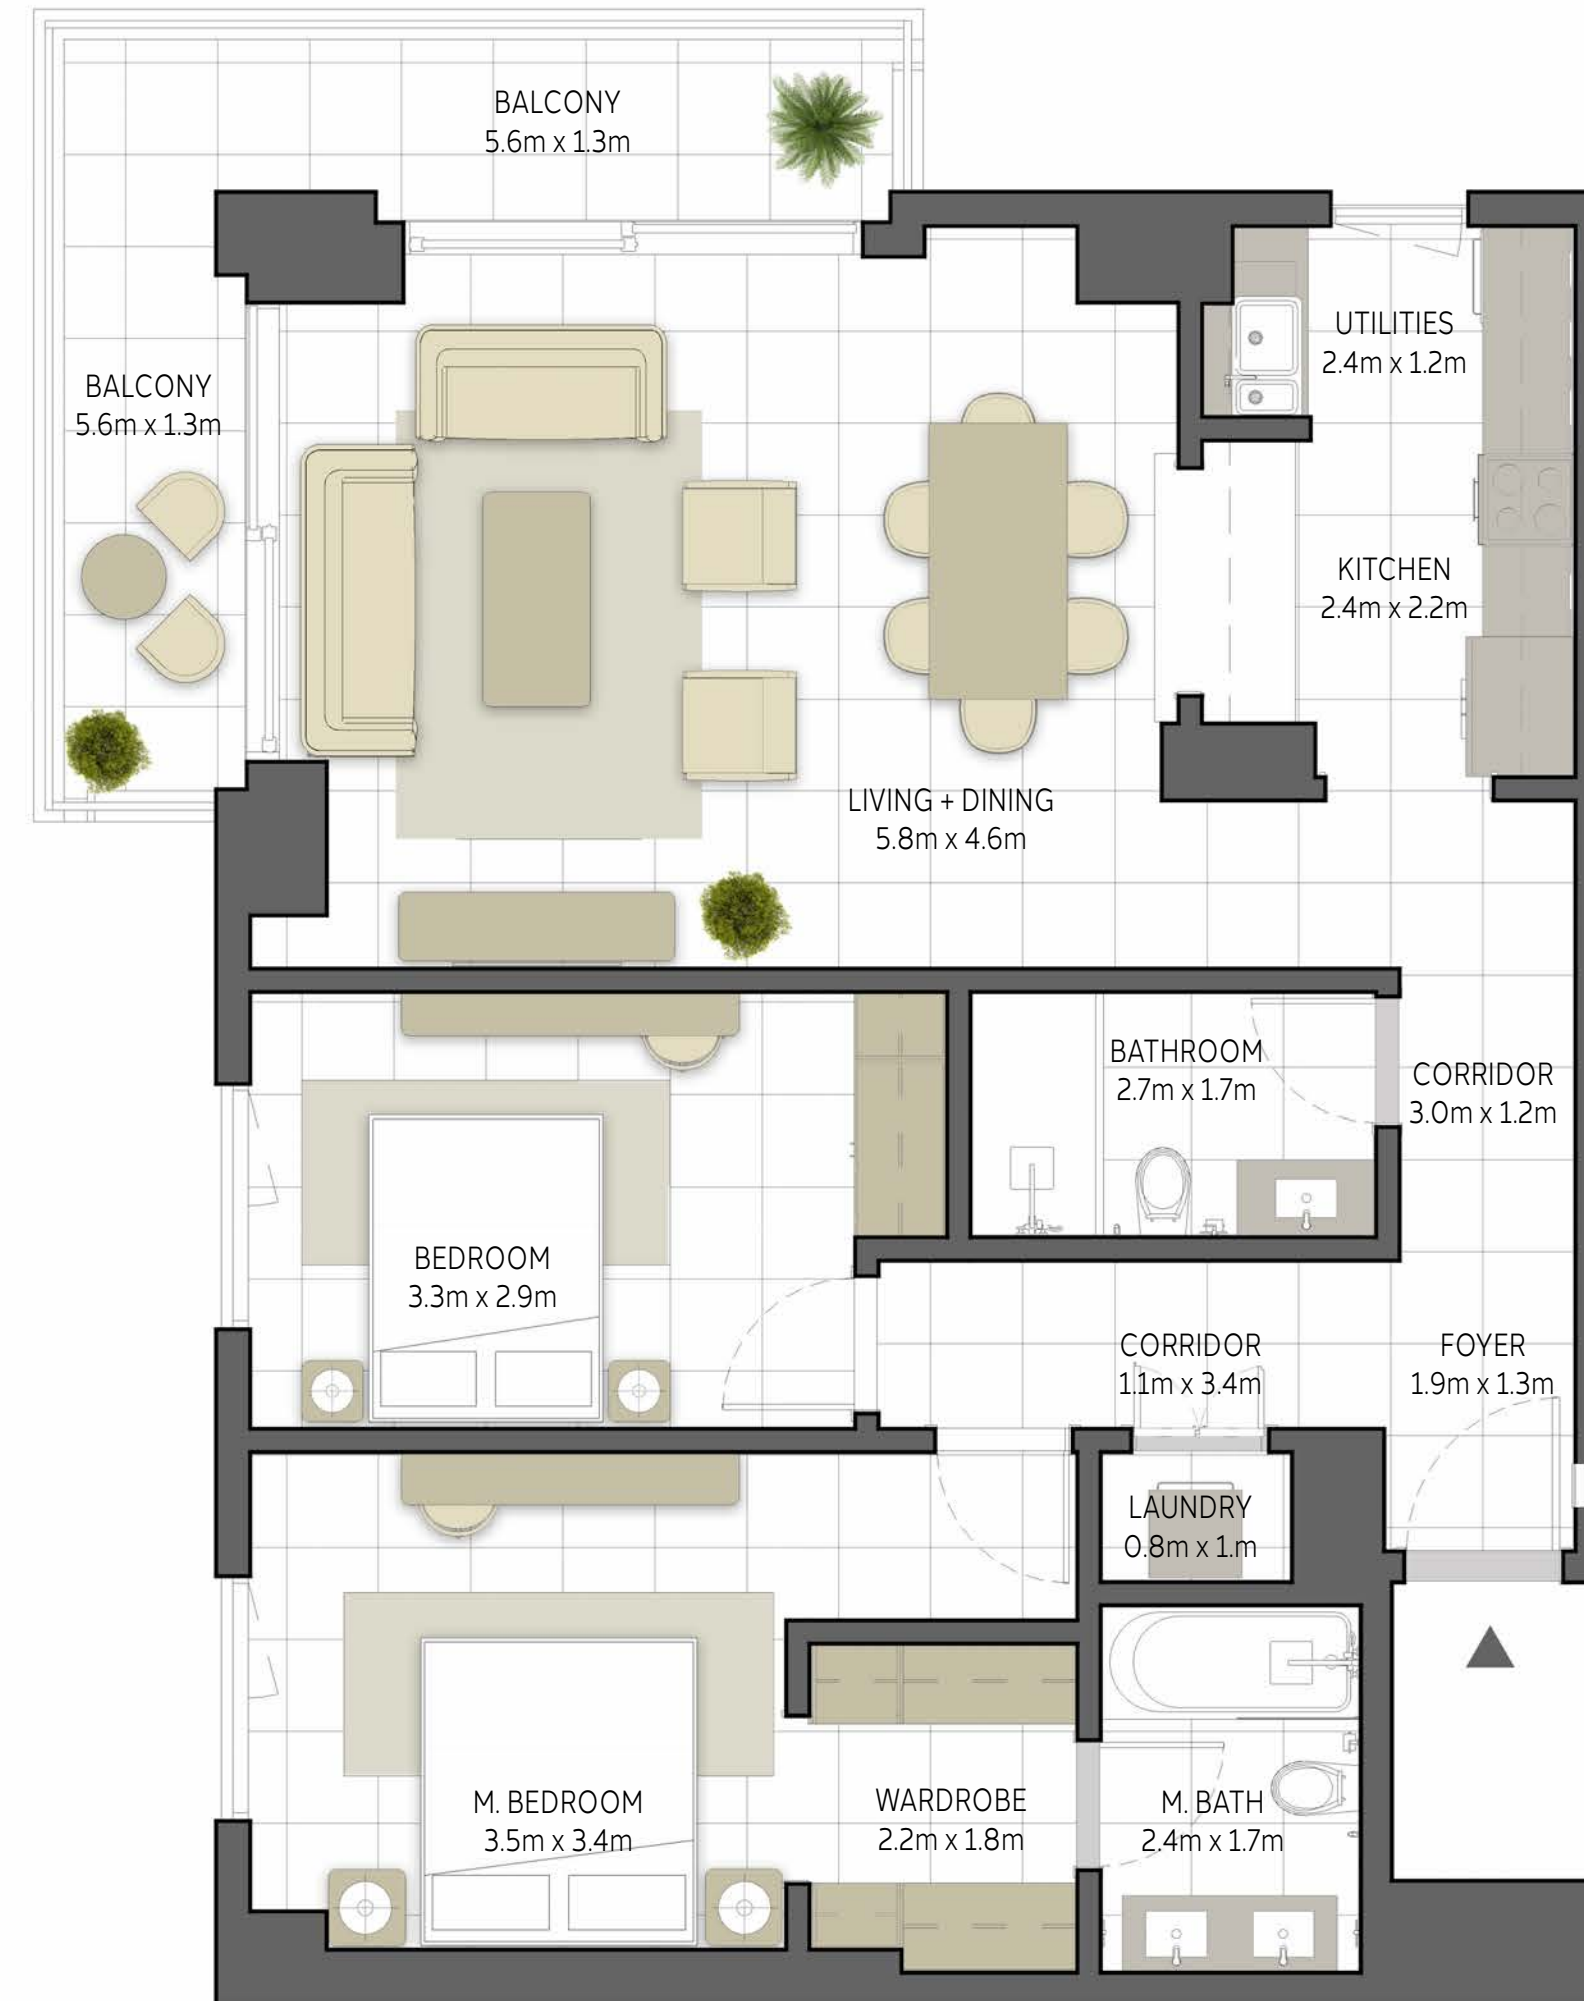 BALCONY
5.6m x 1.3m
UTILITIES
2.4m x 1.2m
BALCONY
5.6m x 1.3m
KITCHEN
2.4m x 2.2m
LIVING + DINING
5.8m x 4.6m
BATHROOM
2.7m x 1.7m
CORRIDOR
3.0m x 1.2m
BEDROOM
3.3m x 2.9m
CORRIDOR
1.1m x 3.4m
FOYER
1.9m x 1.3m
LAUNDRY
0.8m x 1.m
M. BEDROOM
3.5m x 3.4m
WARDROBE
2.2m x 1.8m
M. BATH
2.4m x 1.7m